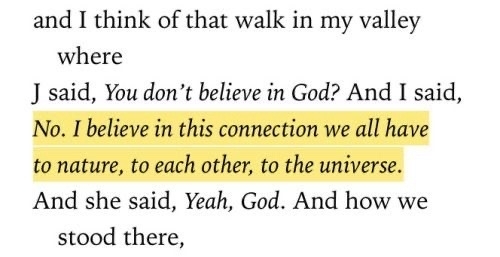 and I think of that walk in my valley
where
J said, You don’t believe in God? And I said,
No. I believe in this connection we all have
to nature, to each other, to the universe.
And she said, Yeah, God. And how we
stood there,